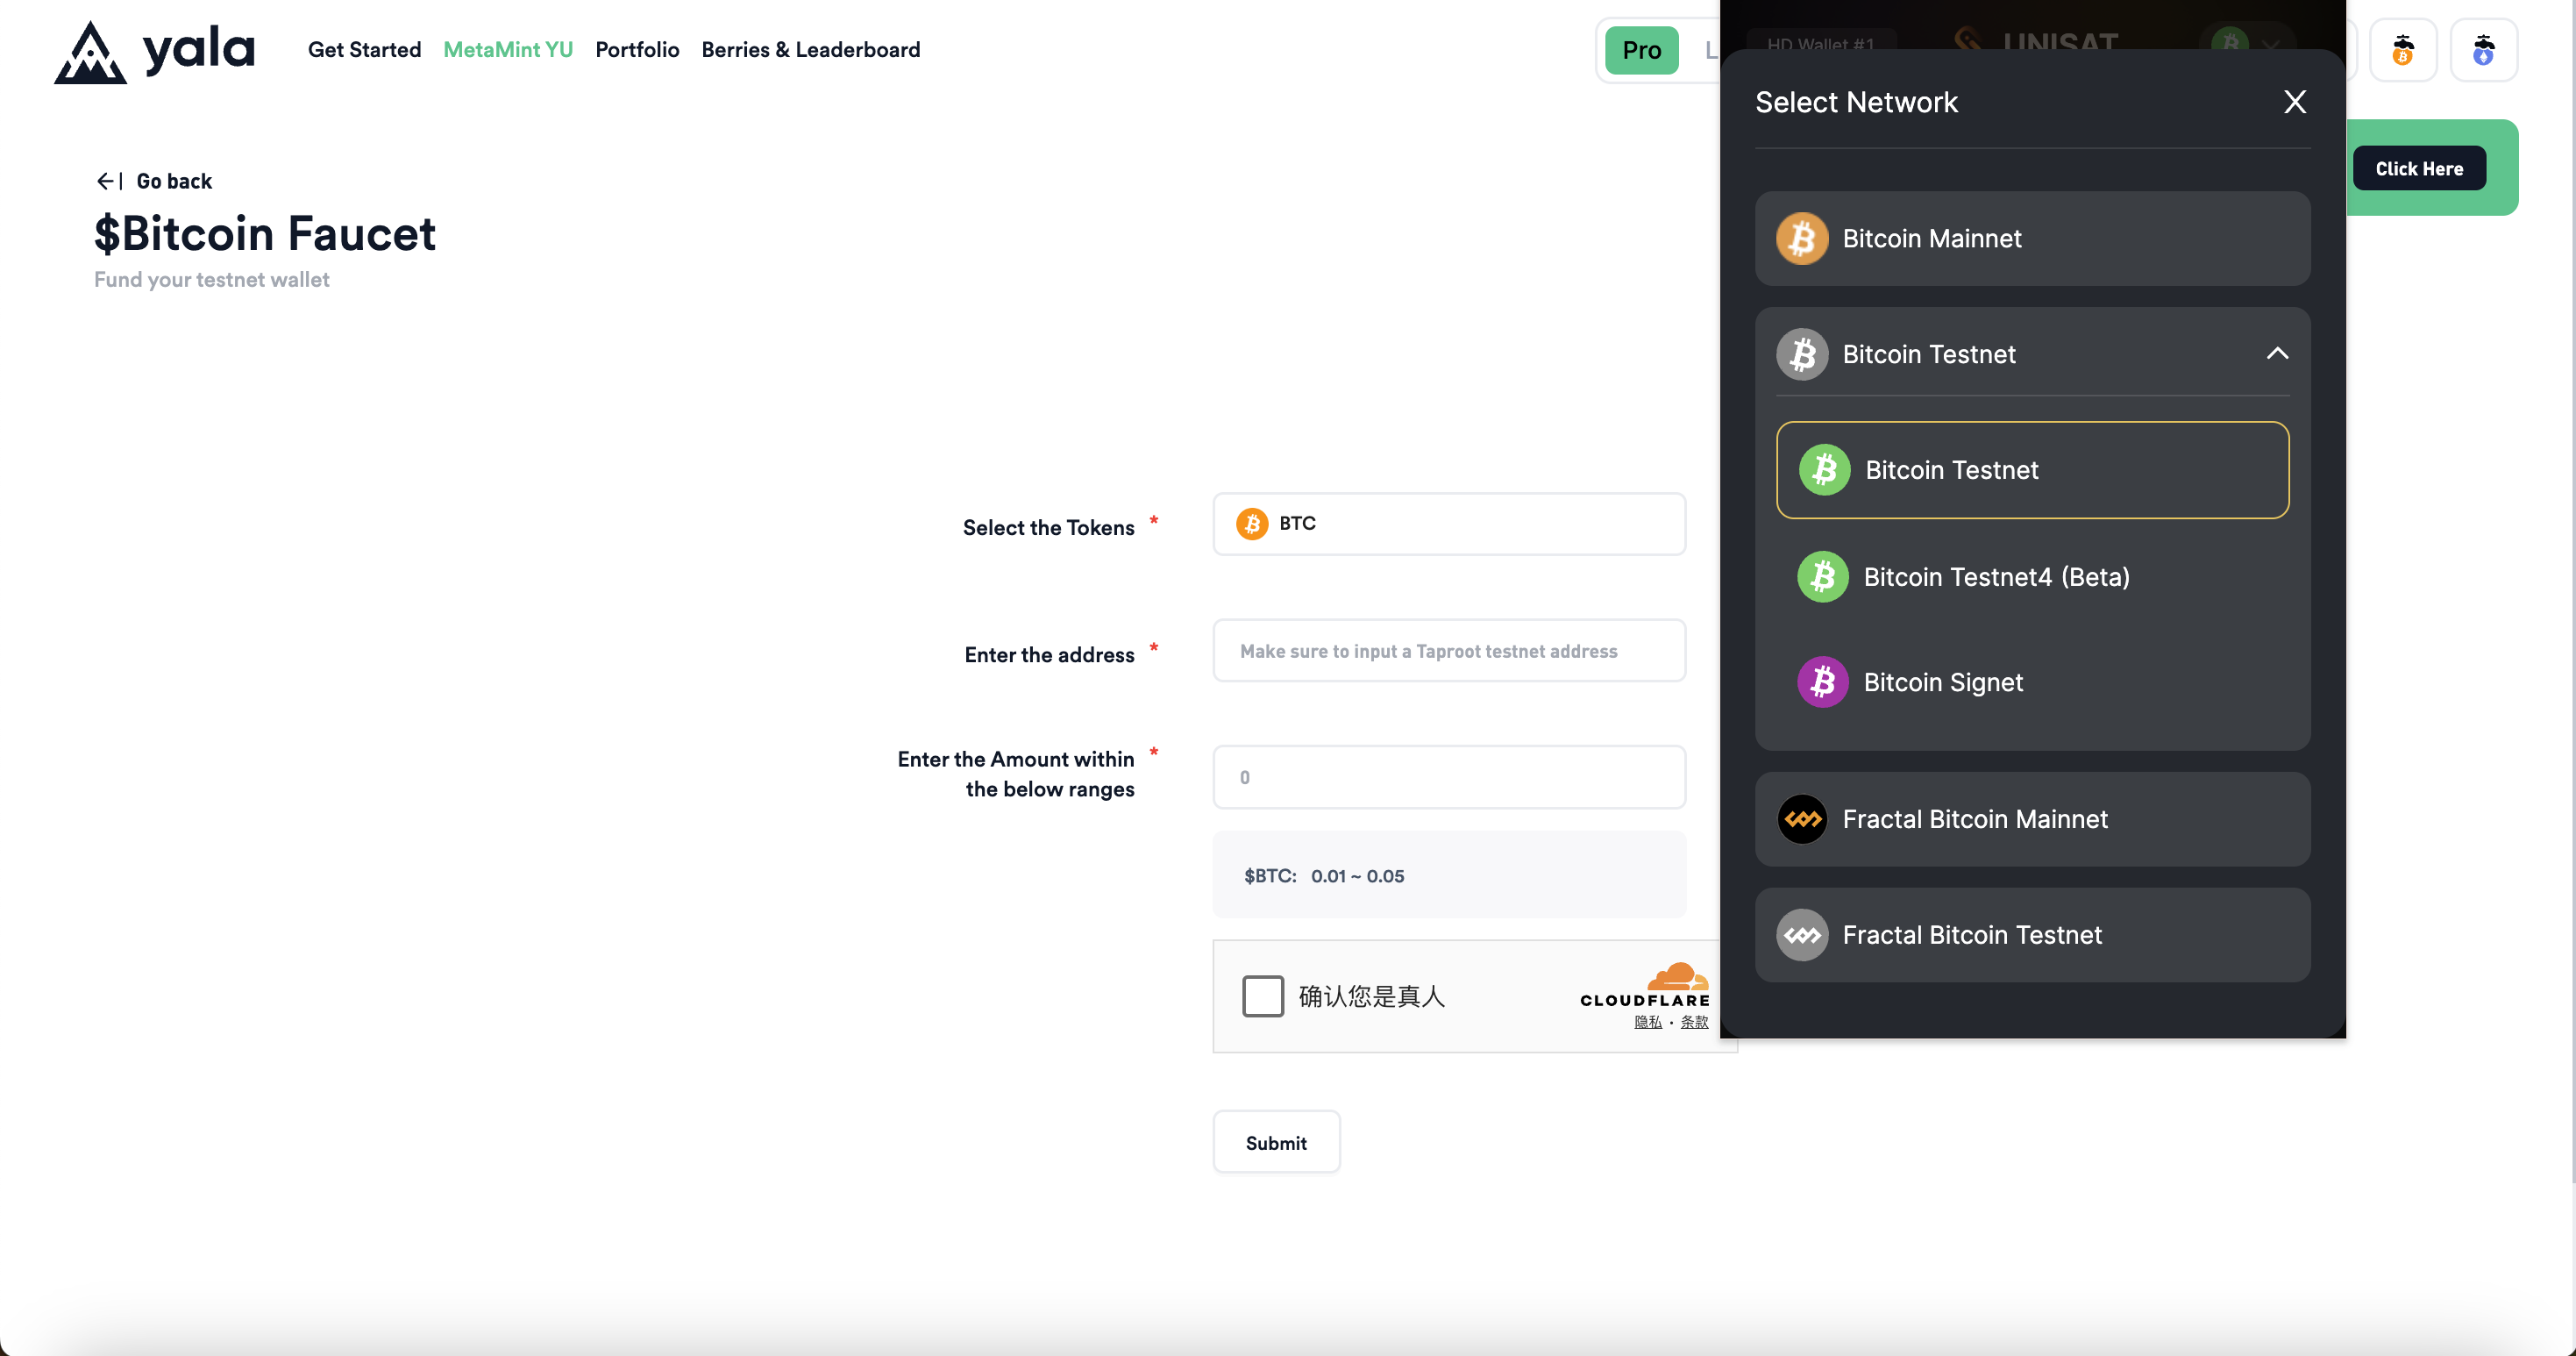 yala
Get Started
MetaMint YU
Portfolio
Berries & Leaderboard
Pro
L
HD Wallet #1
UNISAT
Select Network
X
Click Here
Go back
$Bitcoin Faucet
Fund your testnet wallet
Bitcoin Mainnet
Bitcoin Testnet
Bitcoin Testnet
Bitcoin Testnet4 (Beta)
Bitcoin Signet
Fractal Bitcoin Mainnet
Fractal Bitcoin Testnet
Select the Tokens *
BTC
Enter the address *
Make sure to input a Taproot testnet address
Enter the Amount within *
the below ranges
0
$BTC: 0.01 ~ 0.05
确认您是真人
CLOUDFLARE
隐私 • 条款
Submit